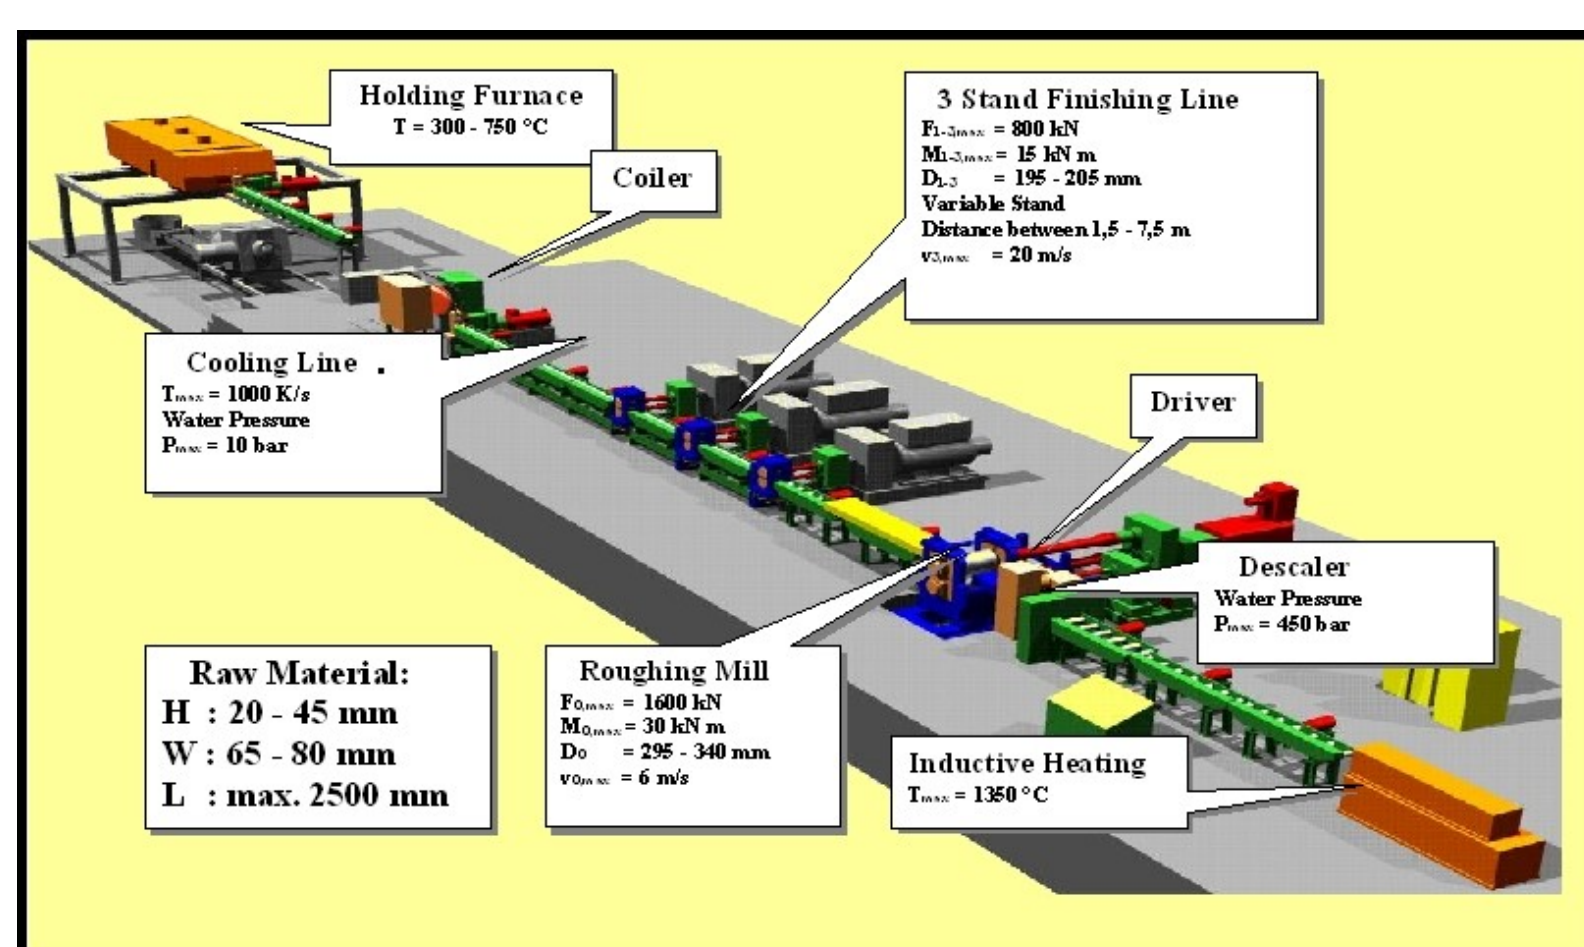 Holding Furnace
T = 300 - 750 °C
Coiler
3 Stand Finishing Line
F1-3,max = 800 kN
M1-3,max = 15 kN m
D1-3 = 195 - 205 mm
Variable Stand
Distance between 1,5 - 7,5 m
v3,max = 20 m/s
Cooling Line .
Tmax = 1000 K/s
Water Pressure
Pmax = 10 bar
Driver
Descaler
Water Pressure
Pmax = 450 bar
Raw Material:
H : 20 - 45 mm
W : 65 - 80 mm
L : max. 2500 mm
Roughing Mill
F0,max = 1600 kN
M0,max = 30 kN m
D0 = 295 - 340 mm
v0,max = 6 m/s
Inductive Heating
Tmax = 1350 °C